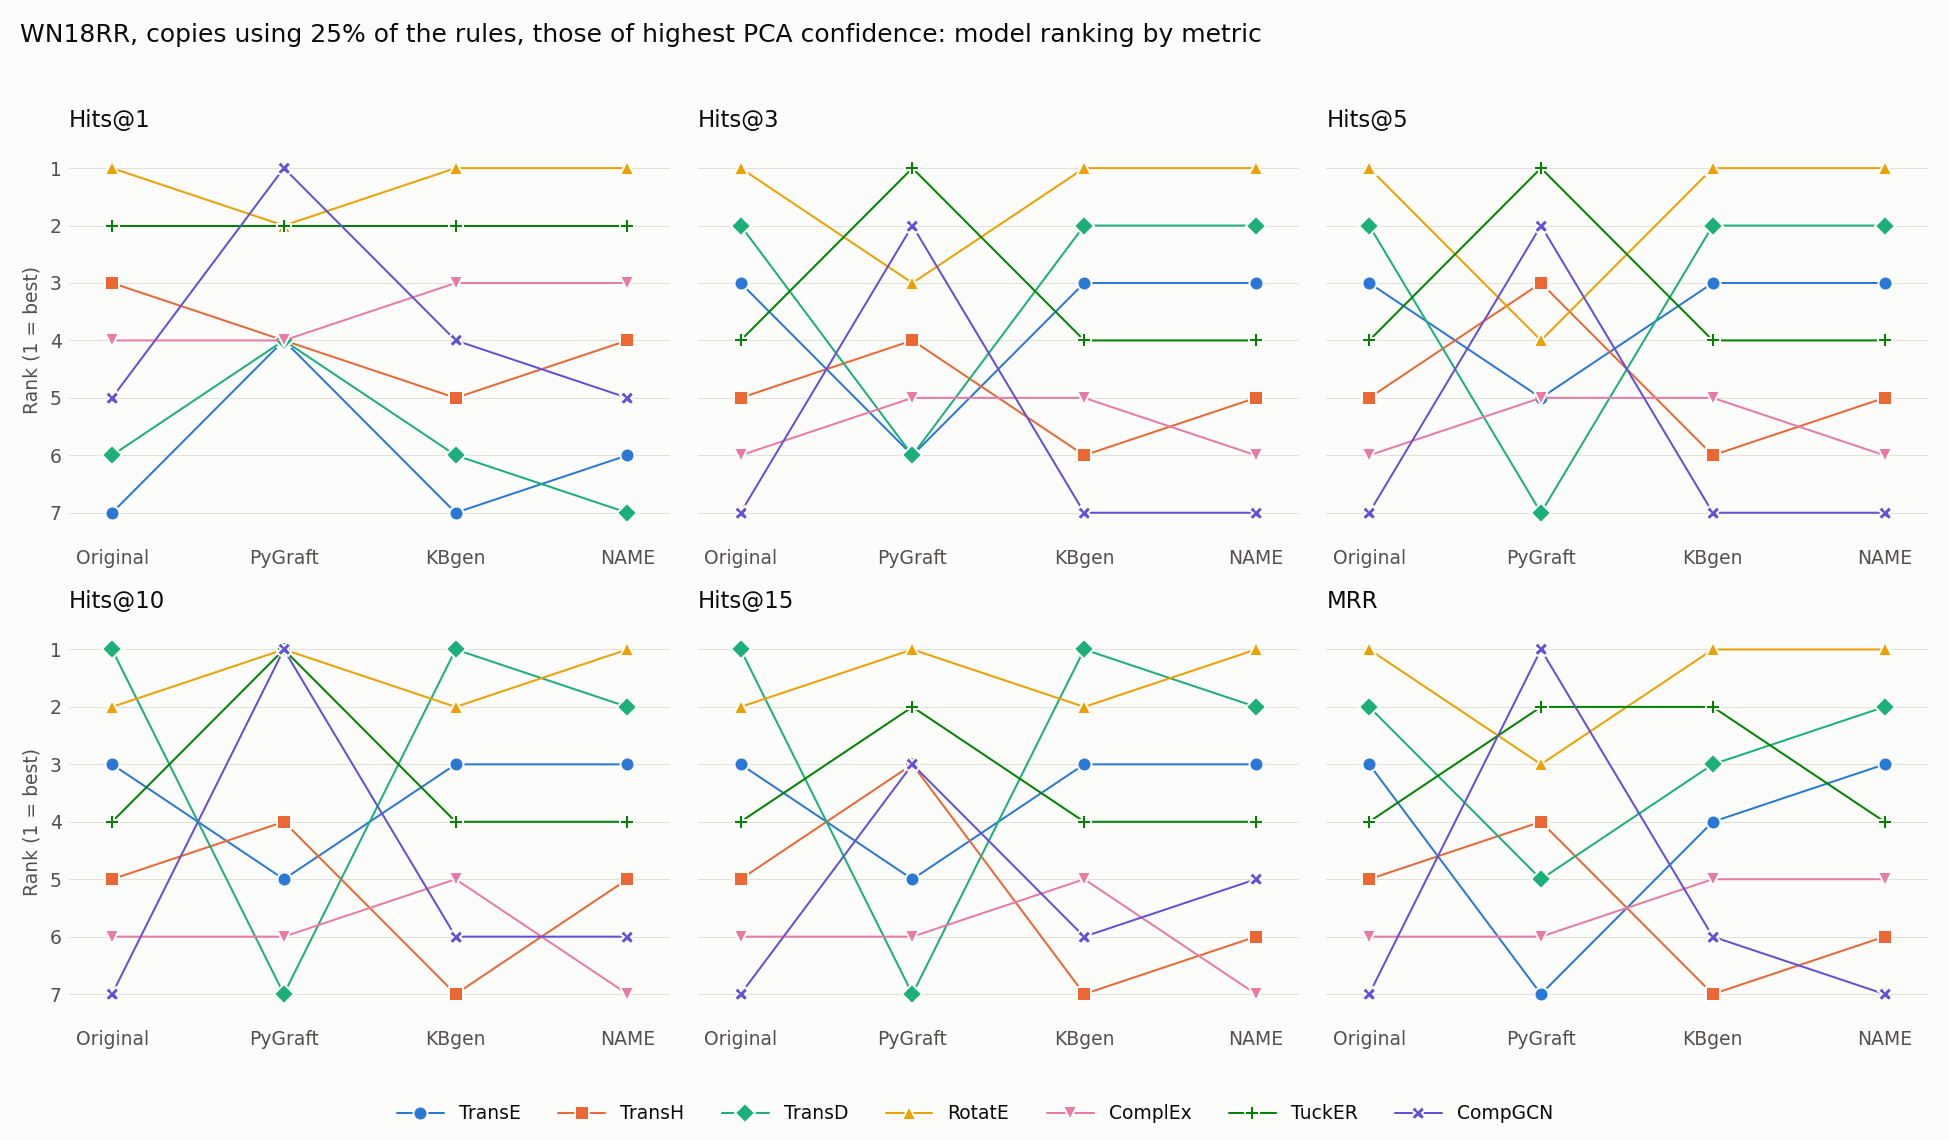 WN18RR, copies using 25% of the rules, those of highest PCA confidence: model ranking by metric
Hits@1
Hits@3
Hits@5
Rank (1 = best)
1
2
3
4
5
6
7
Original PyGraft KBgen NAME
Original PyGraft KBgen NAME
Original PyGraft KBgen NAME
Hits@10
Hits@15
MRR
Rank (1 = best)
1
2
3
4
5
6
7
Original PyGraft KBgen NAME
Original PyGraft KBgen NAME
Original PyGraft KBgen NAME
TransE TransH TransD RotatE ComplEx TuckER CompGCN